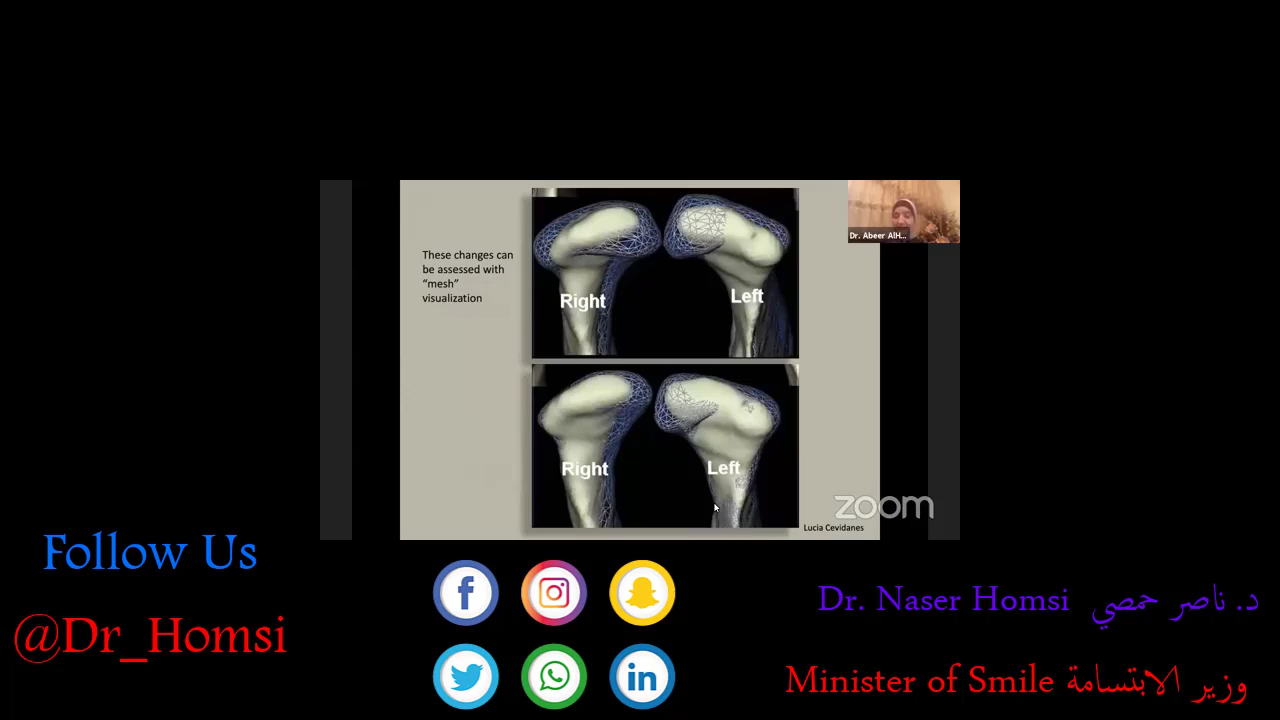 These changes can
be assessed with
“mesh”
visualization
Right
Left
Right
Left
Dr. Abeer AlH...
zoom
Lucia Cevidanes
Follow Us
@Dr_Homsi
f
in
Dr. Naser Homsi د. ناصر حمصي
Minister of Smile وزير الابتسامة